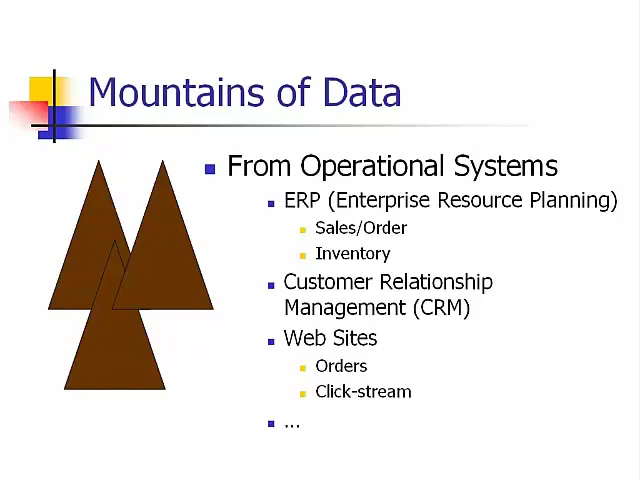 Mountains of Data
From Operational Systems
ERP (Enterprise Resource Planning)
Sales/Order
Inventory
Customer Relationship
Management (CRM)
Web Sites
Orders
Click-stream
...